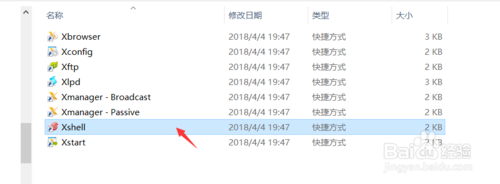 名称 修改日期 类型 大小
Xbrowser 2018/4/4 19:47 快捷方式 3 KB
Xconfig 2018/4/4 19:47 快捷方式 2 KB
Xftp 2018/4/4 19:47 快捷方式 2 KB
Xlpd 2018/4/4 19:47 快捷方式 3 KB
Xmanager - Broadcast 2018/4/4 19:47 快捷方式 2 KB
Xmanager - Passive 2018/4/4 19:47 快捷方式 2 KB
Xshell 2018/4/4 19:47 快捷方式 2 KB
Xstart 2018/4/4 19:47 快捷方式 2 KB
Baidu 经验